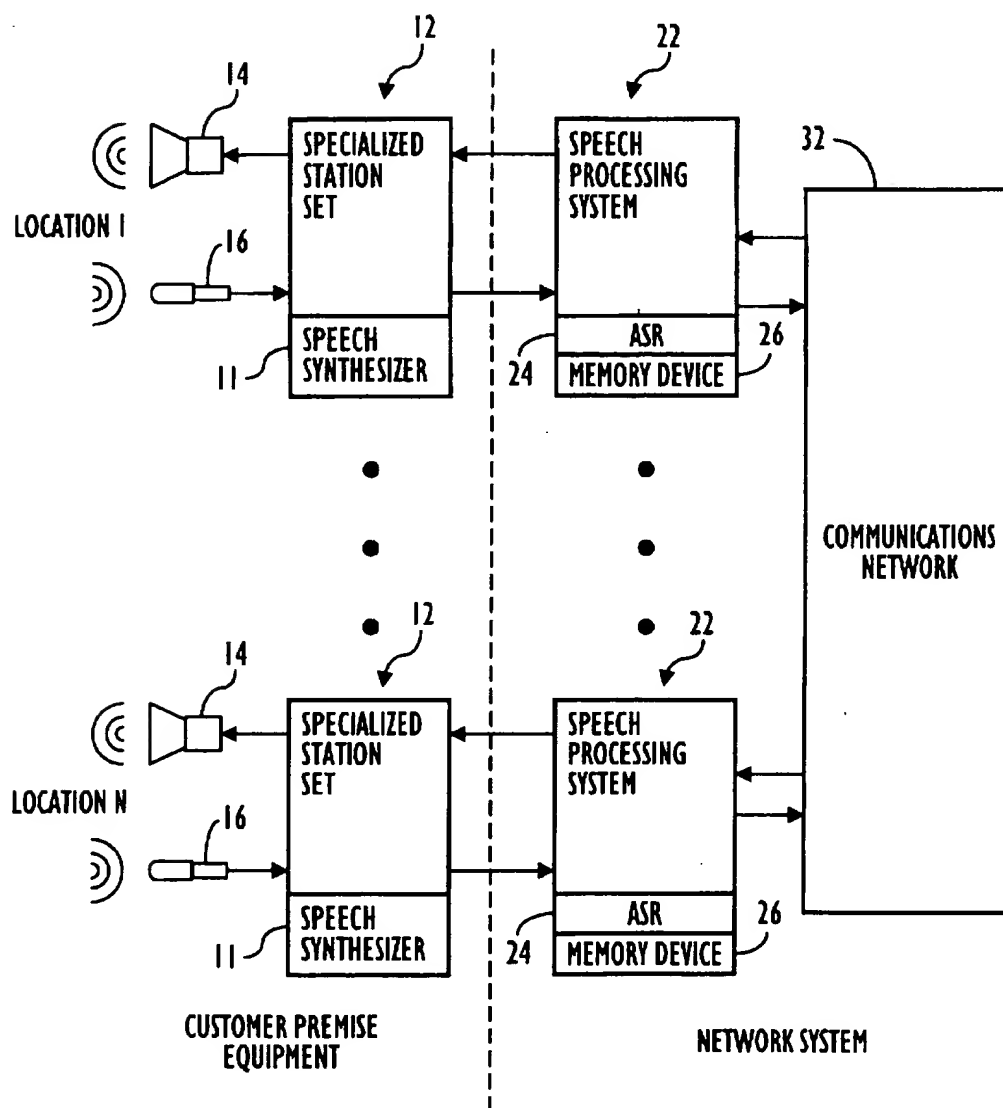 12
22
14
32
SPECIALIZED
STATION
SET
SPEECH
PROCESSING
SYSTEM
LOCATION 1
16
SPEECH
SYNTHESIZER
11
ASR
24
26
MEMORY DEVICE
COMMUNICATIONS
NETWORK
12
22
14
SPECIALIZED
STATION
SET
SPEECH
PROCESSING
SYSTEM
LOCATION N
16
SPEECH
SYNTHESIZER
11
ASR
24
26
MEMORY DEVICE
CUSTOMER PREMISE
EQUIPMENT
NETWORK SYSTEM